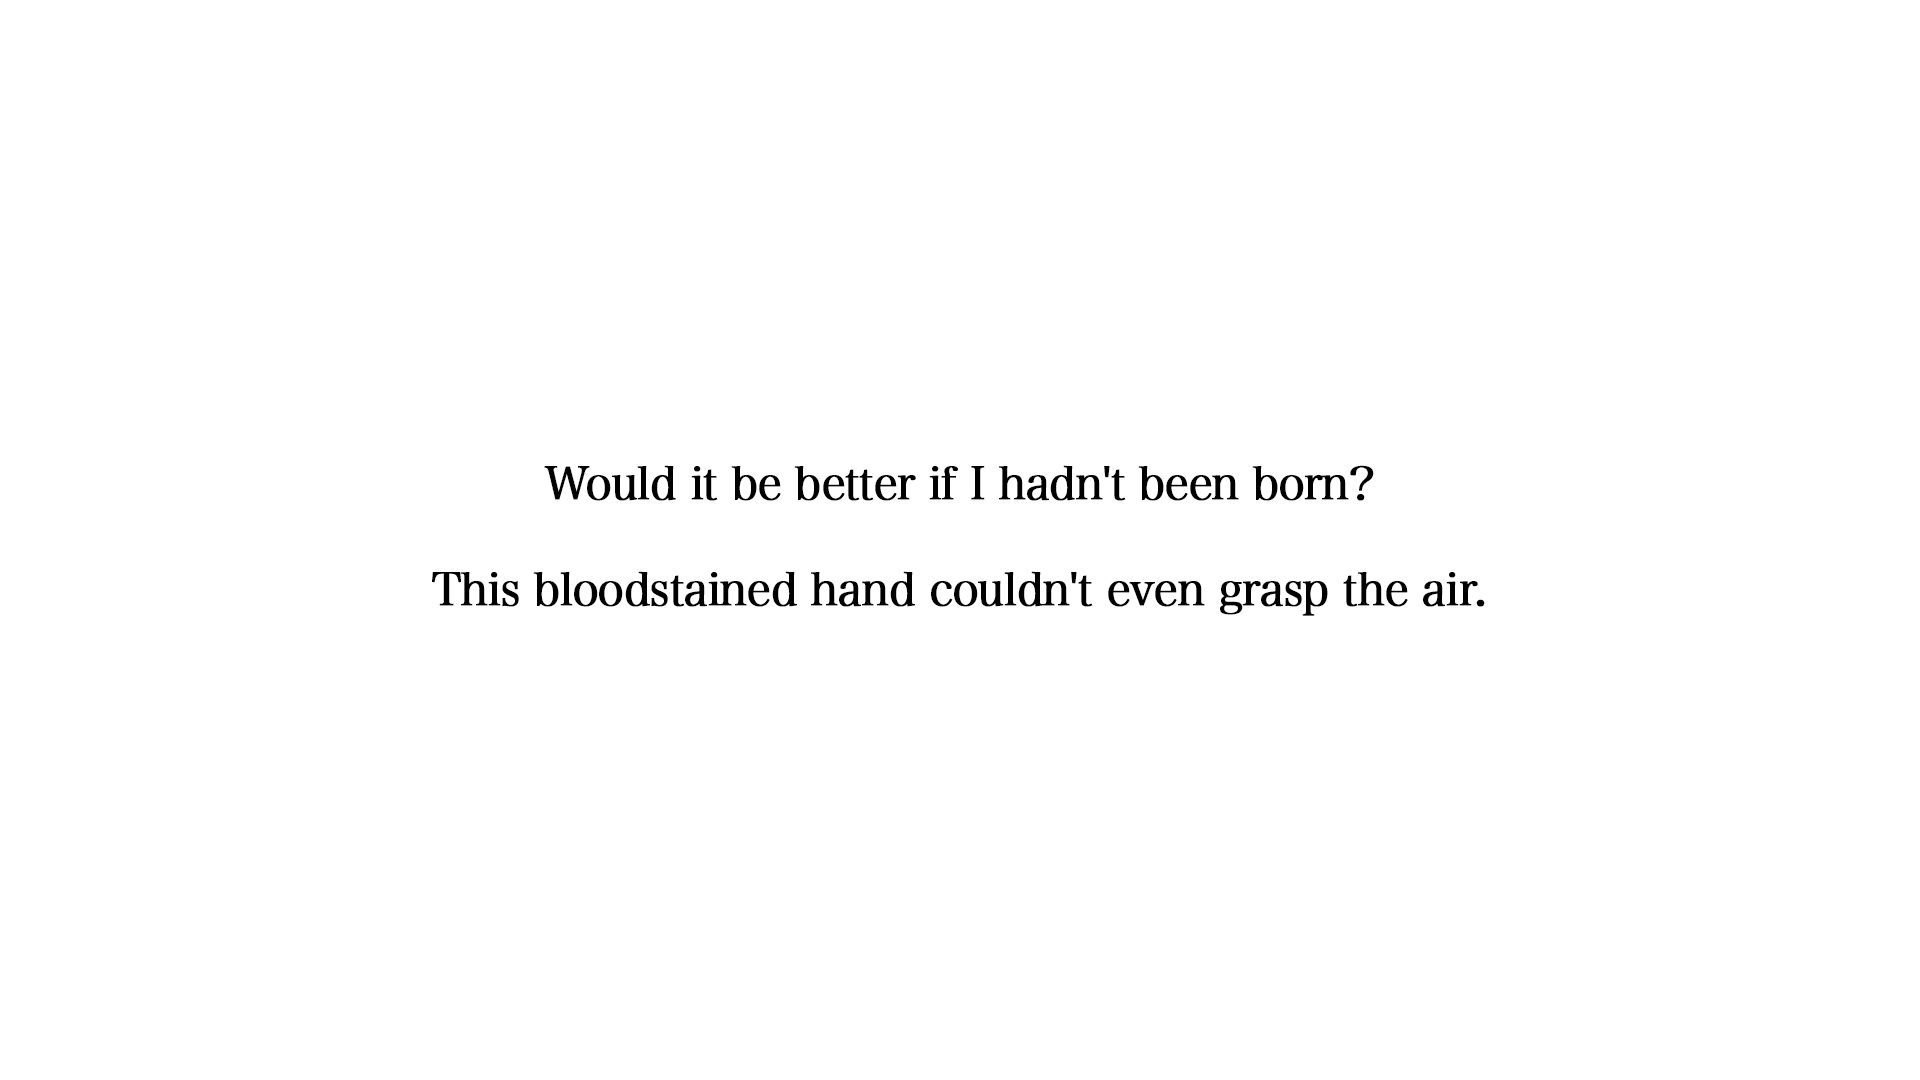 Would it be better if I hadn't been born?
This bloodstained hand couldn't even grasp the air.